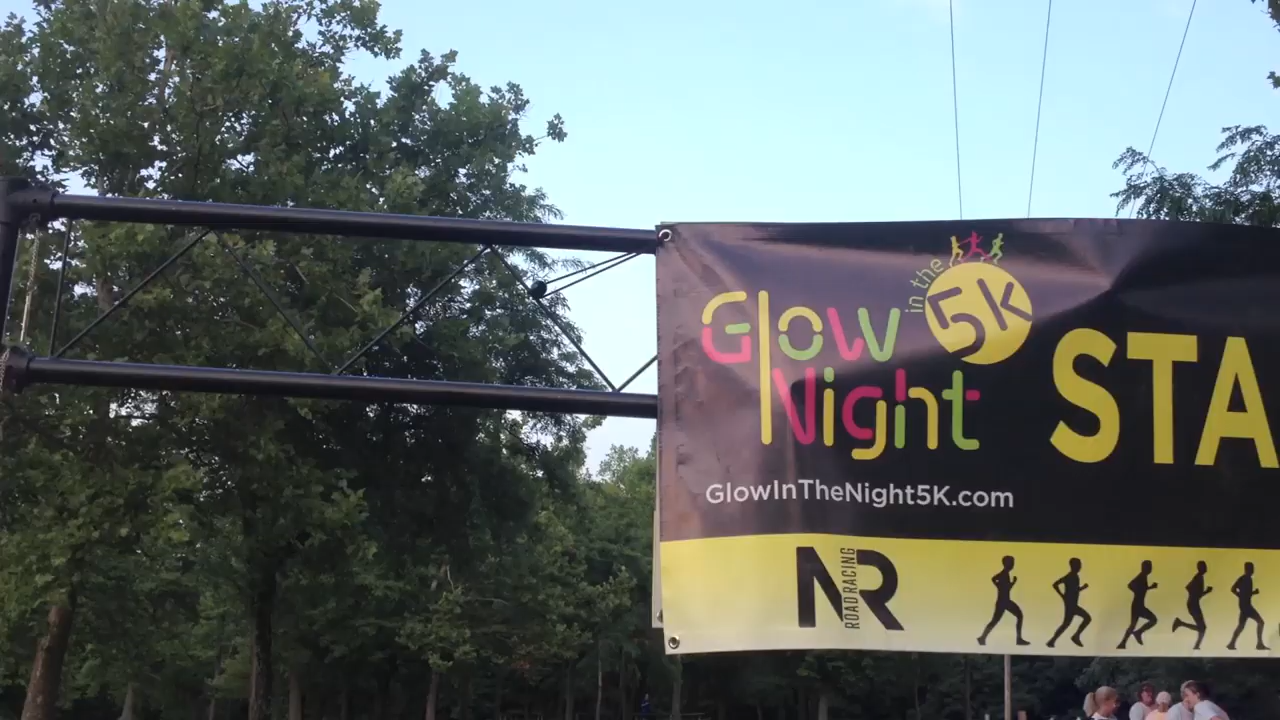 Glow in the 5K
Night
STA
GlowInTheNight5K.com
NR
ROAD RACING